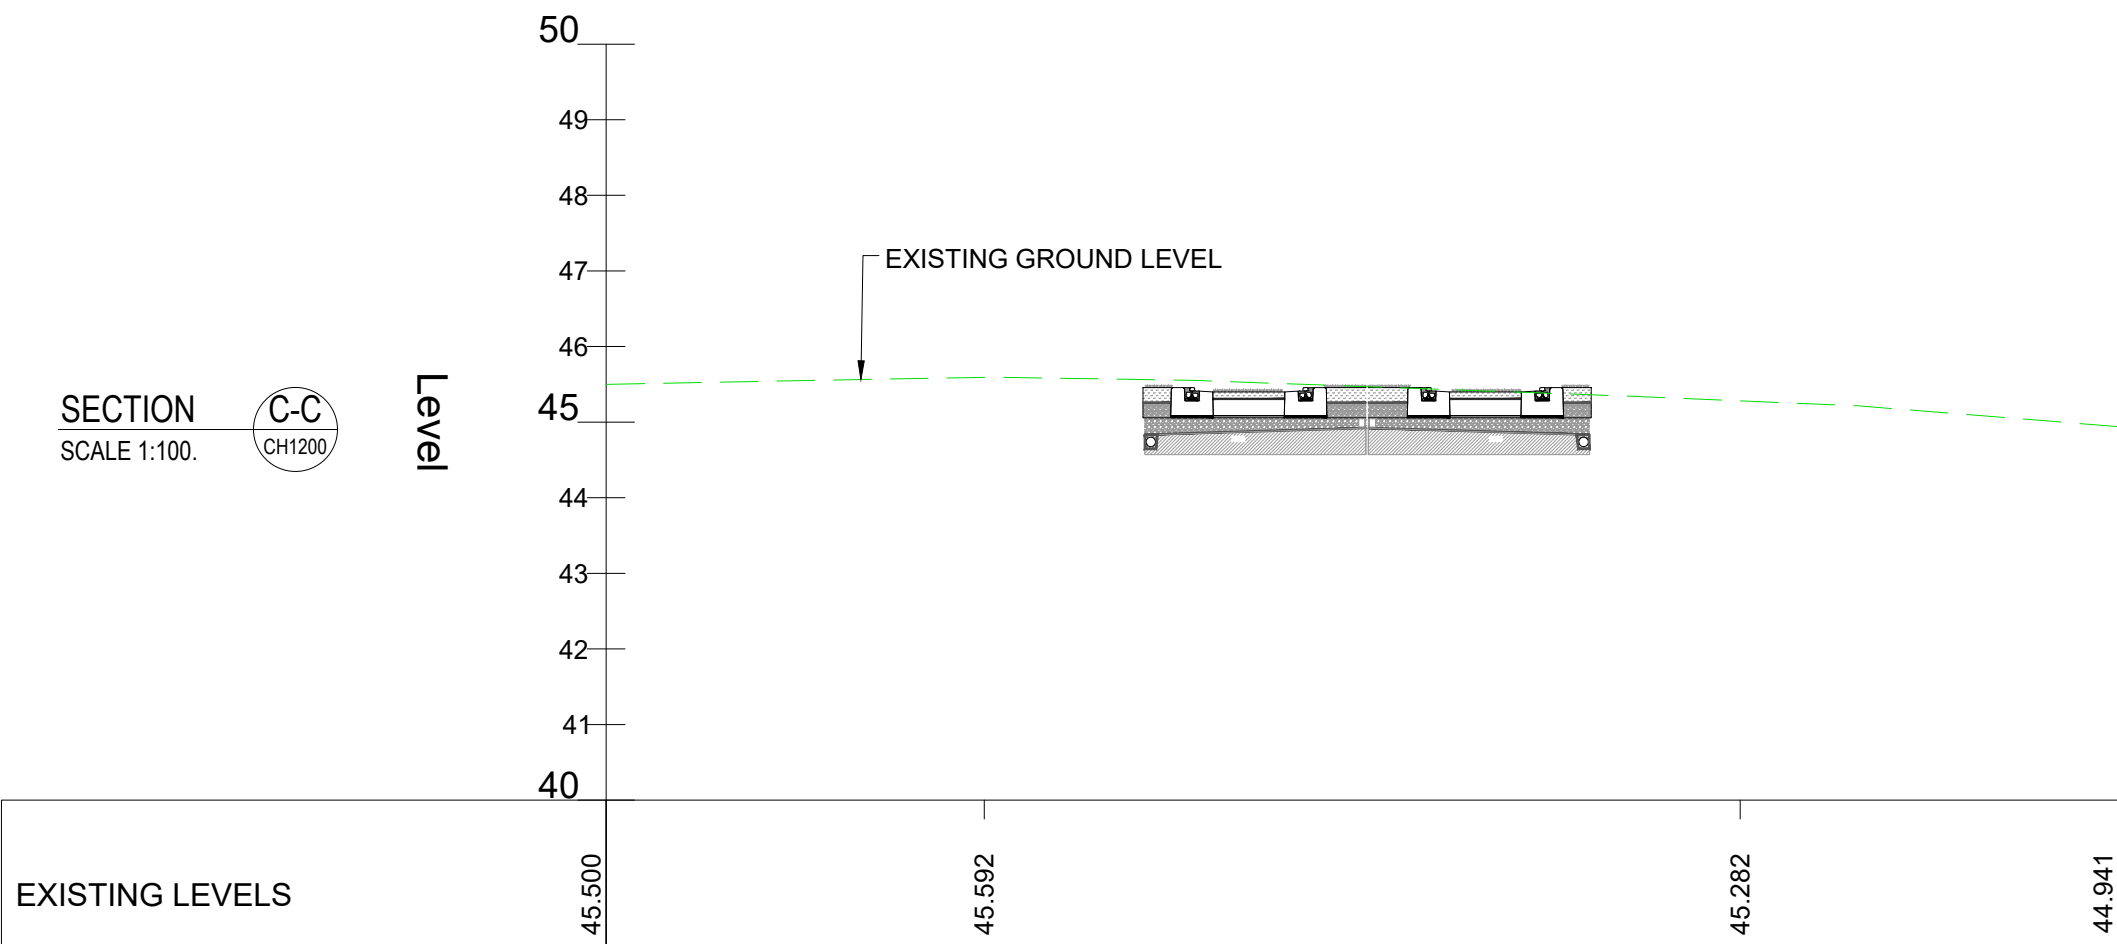 50
49
48
47
46
45
44
43
42
41
40
Level
EXISTING GROUND LEVEL
SECTION
SCALE 1:100.
C-C
CH1200
EXISTING LEVELS
45.500
45.592
45.282
44.941